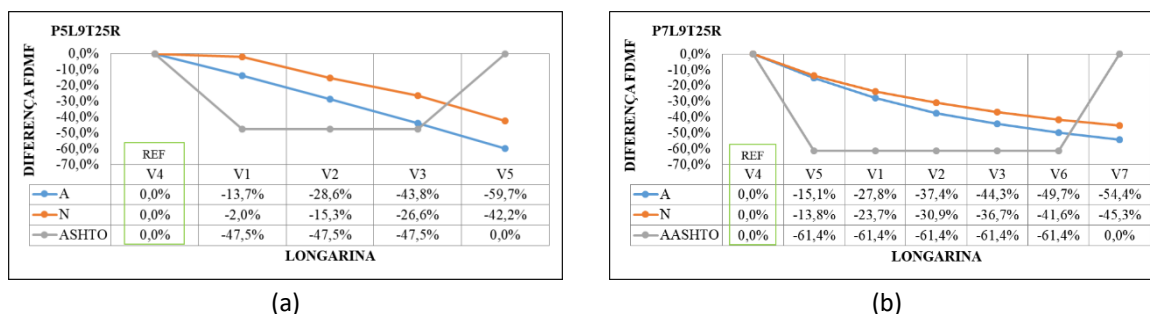 P5L9T25R
DIFERENÇA FDMF
0,0%
-10,0%
-20,0%
-30,0%
-40,0%
-50,0%
-60,0%
-70,0%
REF
V4 V1 V2 V3 V5
A 0,0% -13,7% -28,6% -43,8% -59,7%
N 0,0% -2,0% -15,3% -26,6% -42,2%
ASHTO 0,0% -47,5% -47,5% -47,5% 0,0%
LONGARINA
(a)
P7L9T25R
DIFERENÇA FDMF
0,0%
-10,0%
-20,0%
-30,0%
-40,0%
-50,0%
-60,0%
-70,0%
REF
V4 V5 V1 V2 V3 V6 V7
A 0,0% -15,1% -27,8% -37,4% -44,3% -49,7% -54,4%
N 0,0% -13,8% -23,7% -30,9% -36,7% -41,6% -45,3%
AASHTO 0,0% -61,4% -61,4% -61,4% -61,4% -61,4% 0,0%
LONGARINA
(b)